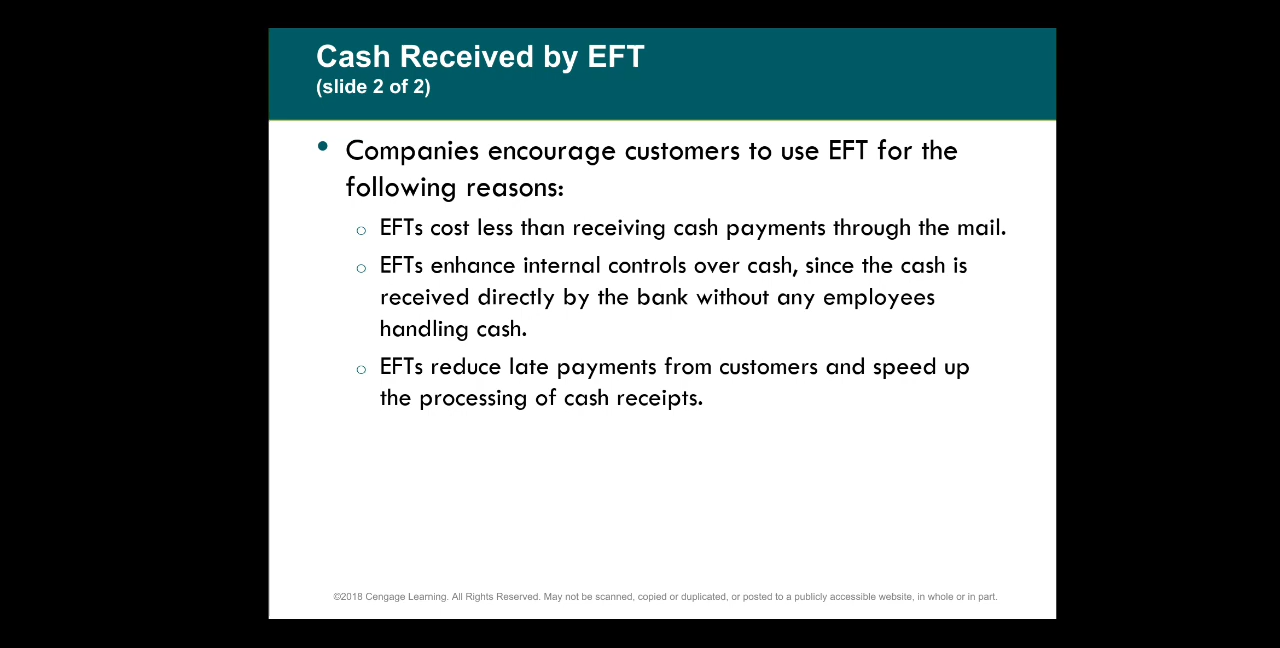 Cash Received by EFT
(slide 2 of 2)
• Companies encourage customers to use EFT for the
following reasons:
o EFTs cost less than receiving cash payments through the mail.
o EFTs enhance internal controls over cash, since the cash is
received directly by the bank without any employees
handling cash.
o EFTs reduce late payments from customers and speed up
the processing of cash receipts.
©2018 Cengage Learning. All Rights Reserved. May not be scanned, copied or duplicated, or posted to a publicly accessible website, in whole or in part.